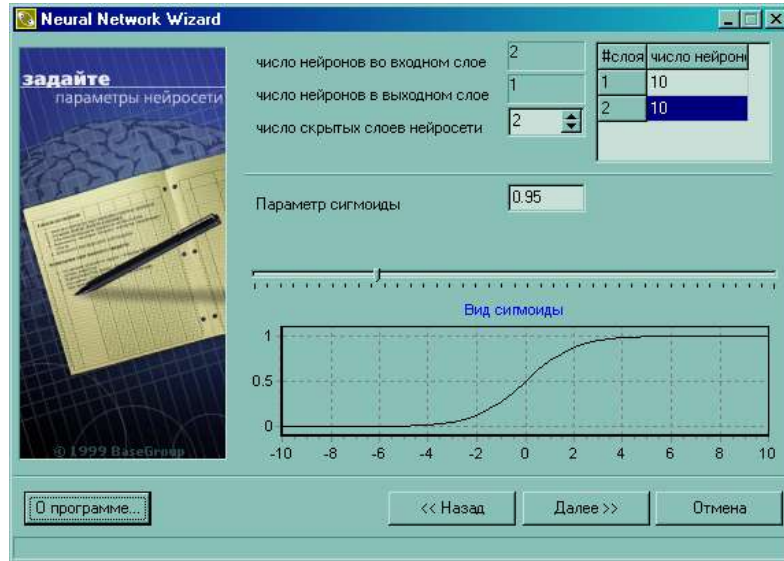 Neural Network Wizard
задайте
параметры нейросети
© 1999 BaseGroup
число нейронов во входном слое
2
число нейронов в выходном слое
1
число скрытых слоев нейросети
2
#слоя число нейрон
1 10
2 10
Параметр сигмоиды
0.95
Вид сигмоиды
1
0.5
0
-10 -8 -6 -4 -2 0 2 4 6 8 10
О программе...
<< Назад
Далее >>
Отмена